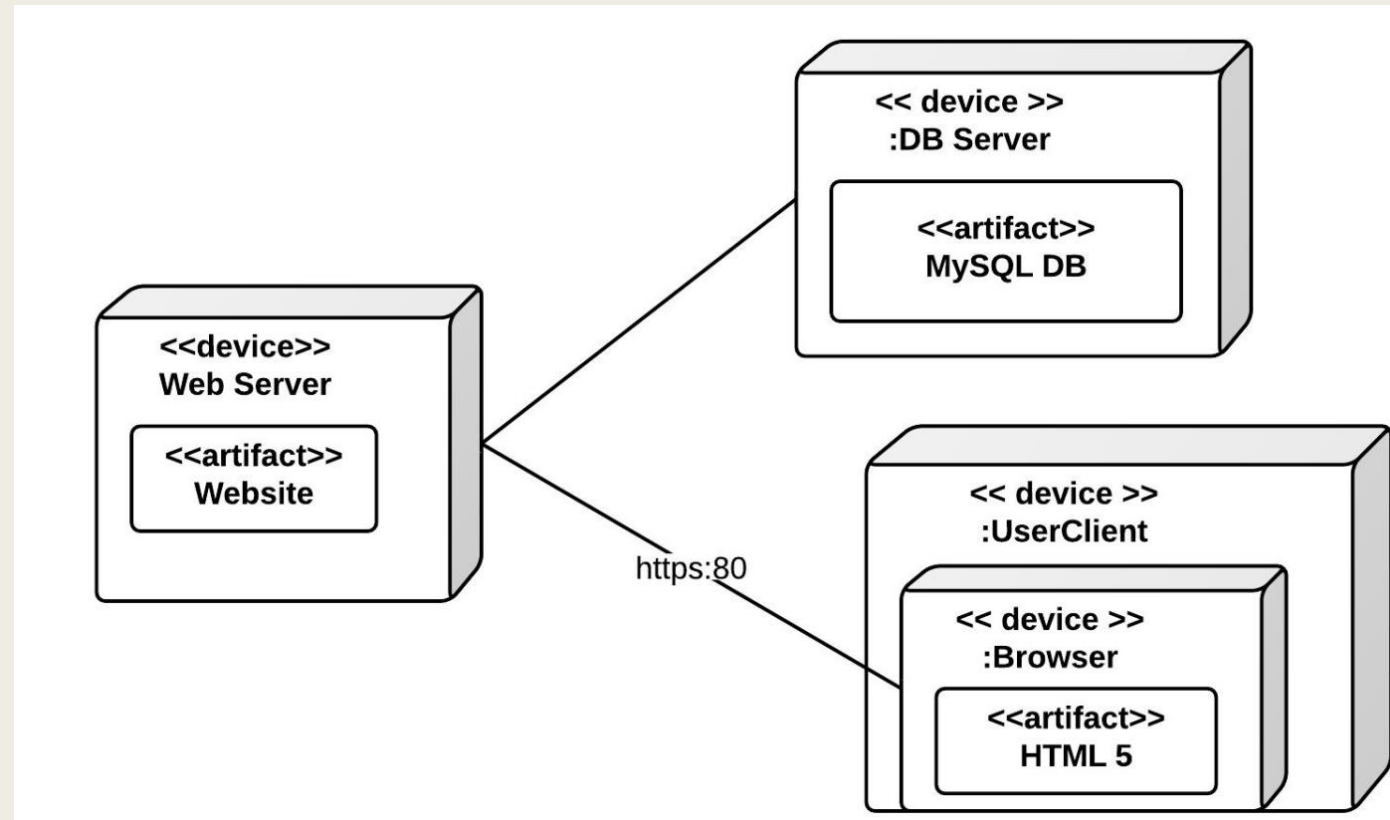 << device >>
:DB Server
<<artifact>>
MySQL DB
<<device>>
Web Server
<<artifact>>
Website
<< device >>
:UserClient
https:80
<< device >>
:Browser
<<artifact>>
HTML 5